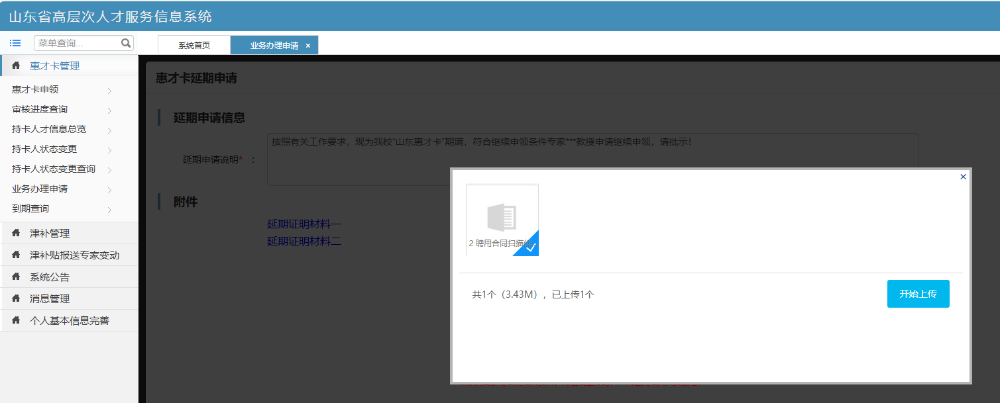 山东省高层次人才服务信息系统
菜单查询...
系统首页
业务办理申请 ×
惠才卡管理
惠才卡申领
审核进度查询
持卡人才信息总览
持卡人状态变更
持卡人状态变更查询
业务办理申请
到期查询
津补管理
津补贴报送专家变动
系统公告
消息管理
个人基本信息完善
惠才卡延期申请
延期申请信息
延期申请说明* ：
按照有关工作要求，现为我校“山东惠才卡”期满，符合继续申领条件专家***教授申请继续申领，请批示！
附件
延期证明材料一
延期证明材料二
2 聘用合同扫描
共1个（3.43M），已上传1个
开始上传